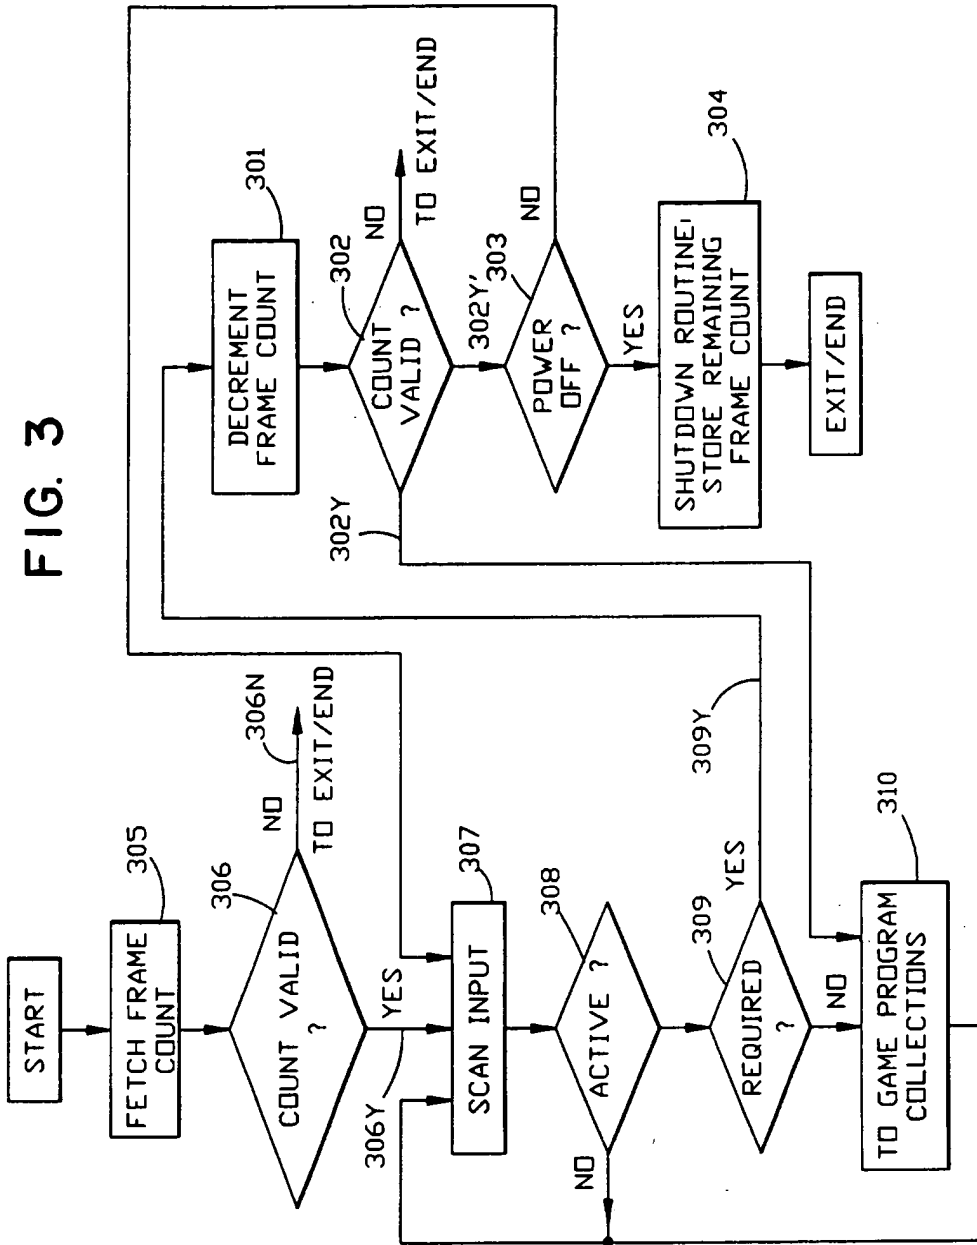 FIG. 3
START
FETCH FRAME
COUNT
305
COUNT VALID
?
306
NO
306N
TO EXIT/END
YES
306Y
SCAN INPUT
307
ACTIVE ?
308
NO
REQUIRED
?
309
YES
309Y
NO
TO GAME PROGRAM
COLLECTIONS
310
DECREMENT
FRAME COUNT
301
COUNT
VALID ?
302
NO
TO EXIT/END
302Y
302Y'
POWER
OFF ?
303
NO
YES
SHUTDOWN ROUTINE;
STORE REMAINING
FRAME COUNT
304
EXIT/END